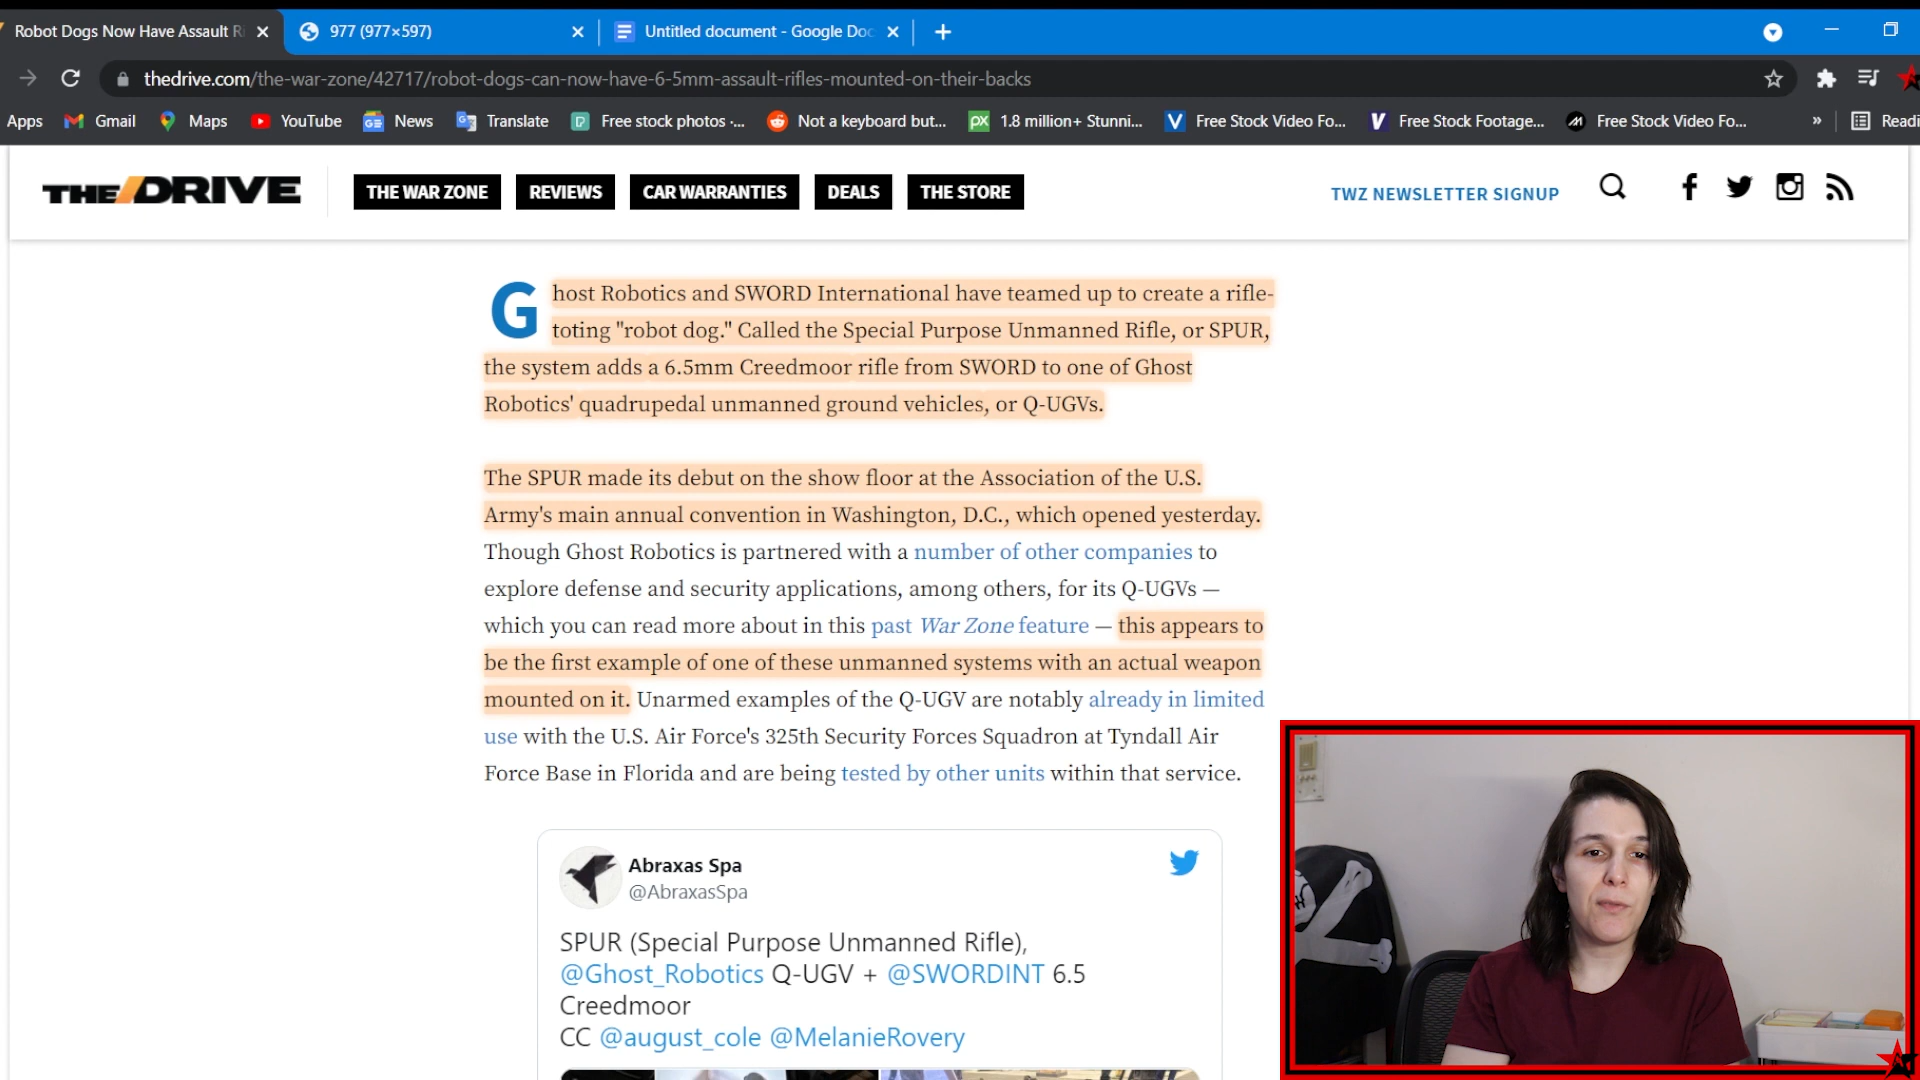 Robot Dogs Now Have Assault Ri
977 (977×597)
Untitled document - Google Doc
thedrive.com/the-war-zone/42717/robot-dogs-can-now-have-6-5mm-assault-rifles-mounted-on-their-backs
Apps Gmail Maps YouTube News Translate Free stock photos ·... Not a keyboard but... px 1.8 million+ Stunni... Free Stock Video Fo... Free Stock Footage... Free Stock Video Fo... » Readi
THE DRIVE THE WAR ZONE REVIEWS CAR WARRANTIES DEALS THE STORE TWZ NEWSLETTER SIGNUP
Ghost Robotics and SWORD International have teamed up to create a rifle-
toting "robot dog." Called the Special Purpose Unmanned Rifle, or SPUR,
the system adds a 6.5mm Creedmoor rifle from SWORD to one of Ghost
Robotics' quadrupedal unmanned ground vehicles, or Q-UGVs.
The SPUR made its debut on the show floor at the Association of the U.S.
Army's main annual convention in Washington, D.C., which opened yesterday.
Though Ghost Robotics is partnered with a number of other companies to
explore defense and security applications, among others, for its Q-UGVs —
which you can read more about in this past War Zone feature — this appears to
be the first example of one of these unmanned systems with an actual weapon
mounted on it. Unarmed examples of the Q-UGV are notably already in limited
use with the U.S. Air Force's 325th Security Forces Squadron at Tyndall Air
Force Base in Florida and are being tested by other units within that service.
Abraxas Spa
@AbraxasSpa
SPUR (Special Purpose Unmanned Rifle),
@Ghost_Robotics Q-UGV + @SWORDINT 6.5
Creedmoor
CC @august_cole @MelanieRovery